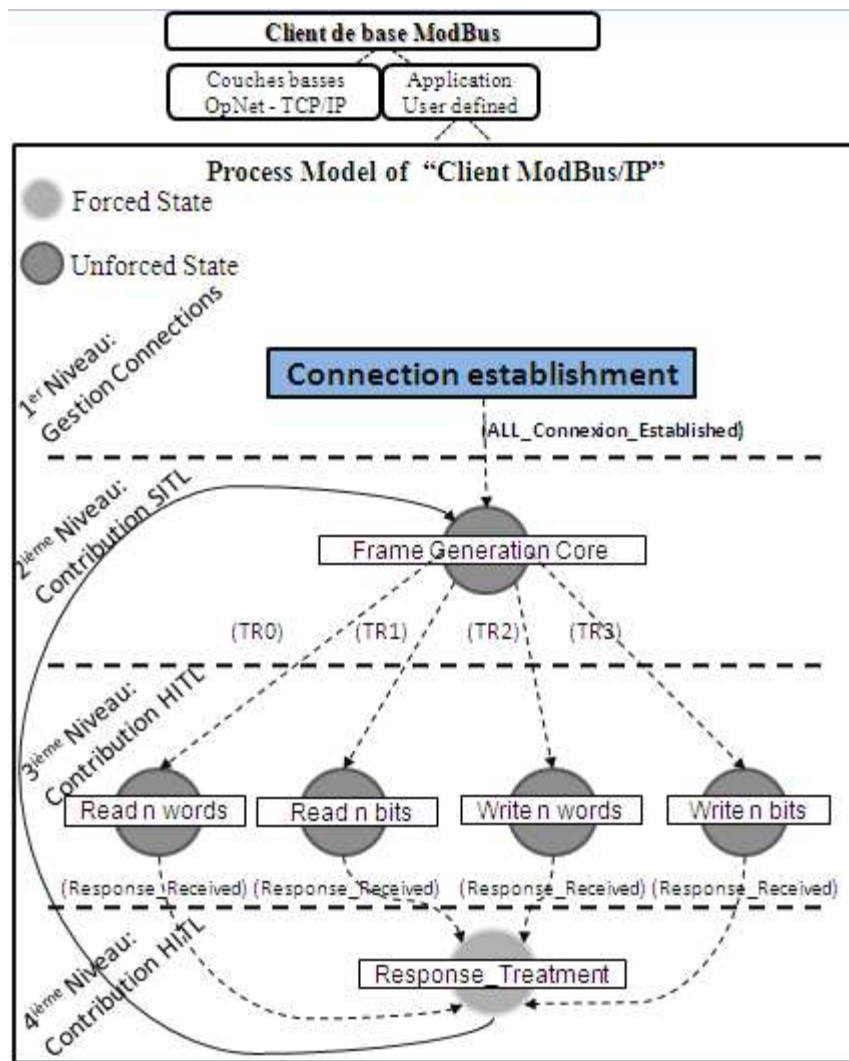 Client de base ModBus
Couches basses
OpNet - TCP/IP
Application
User defined
Process Model of “Client ModBus/IP”
Forced State
Unforced State
1er Niveau:
Gestion Connections
Connection establishment
(ALL_Connexion_Established)
2ième Niveau:
Contribution SITL
Frame Generation Core
(TR0)
(TR1)
(TR2)
(TR3)
3ième Niveau:
Contribution HITL
Read n words
Read n bits
Write n words
Write n bits
(Response_Received)
(Response_Received)
(Response_Received)
(Response_Received)
4ième Niveau:
Contribution HITL
Response_Treatment